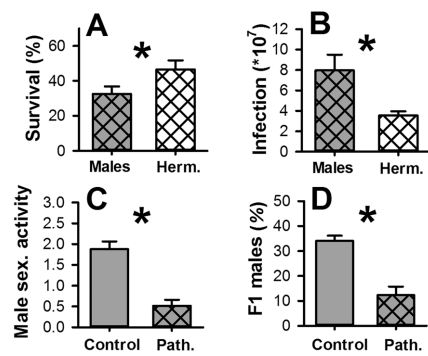 A
*
Survival (%)
60
40
20
0
Males Herm.
B
*
Infection (*10⁷)
12
10
8
6
4
2
0
Males Herm.
C
*
Male sex. activity
3.0
2.5
2.0
1.5
1.0
0.5
0.0
Control Path.
D
*
F1 males (%)
50
40
30
20
10
0
Control Path.